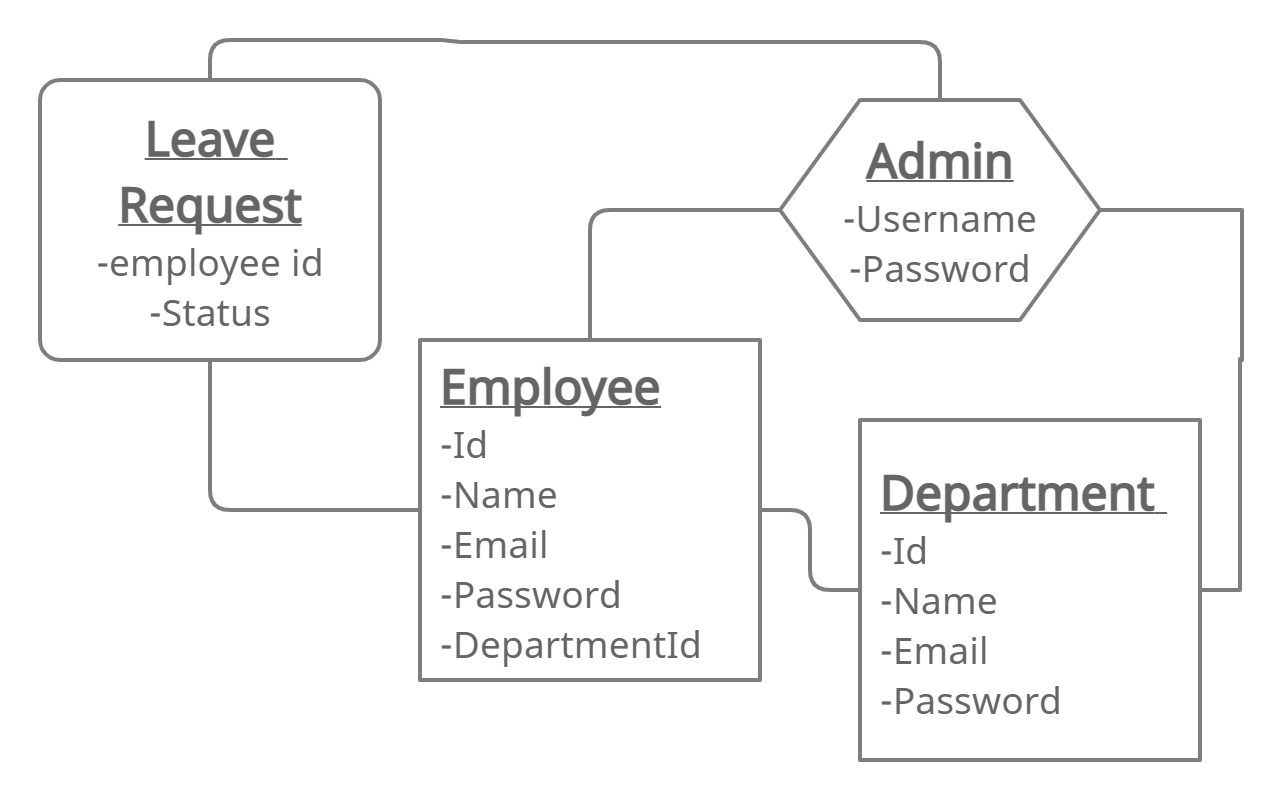 Leave
Request
-employee id
-Status
Admin
-Username
-Password
Employee
-Id
-Name
-Email
-Password
-DepartmentId
Department
-Id
-Name
-Email
-Password